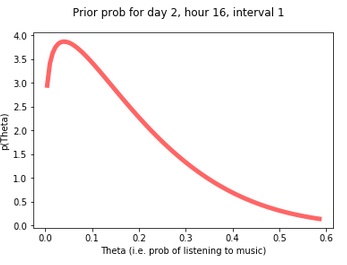 Prior prob for day 2, hour 16, interval 1
4.0
3.5
3.0
2.5
2.0
1.5
1.0
0.5
0.0
p(Theta)
0.0 0.1 0.2 0.3 0.4 0.5 0.6
Theta (i.e. prob of listening to music)